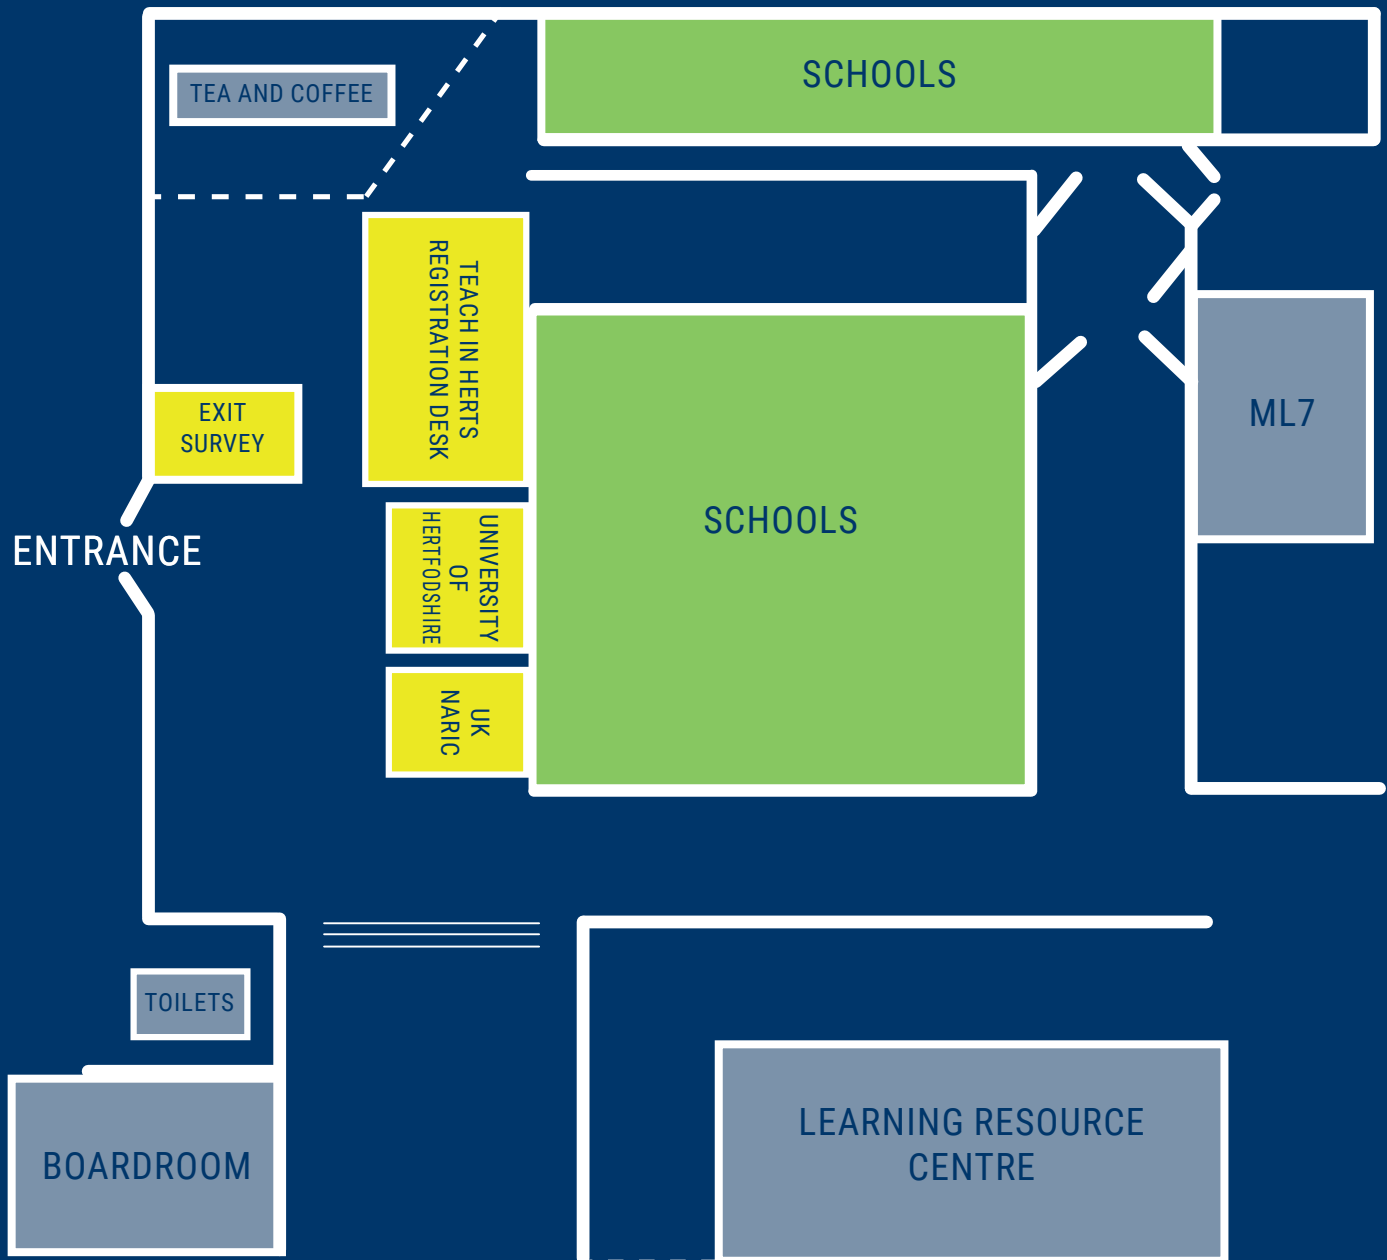 SCHOOLS
TEA AND COFFEE
TEACH IN HERTS
REGISTRATION DESK
EXIT
SURVEY
ML7
SCHOOLS
ENTRANCE
UNIVERSITY
OF
HERTFODSHIRE
UK
NARIC
TOILETS
LEARNING RESOURCE
CENTRE
BOARDROOM